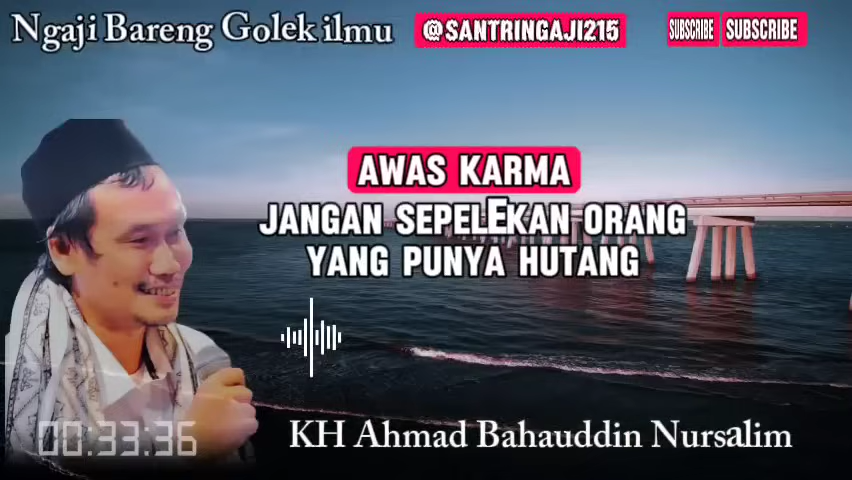 Ngaji Bareng Golek ilmu
@SANTRINGAJI215
SUBSCRIBE SUBSCRIBE
AWAS KARMA
JANGAN SEPELEKAN ORANG
YANG PUNYA HUTANG
00:33:36
KH Ahmad Bahauddin Nursalim